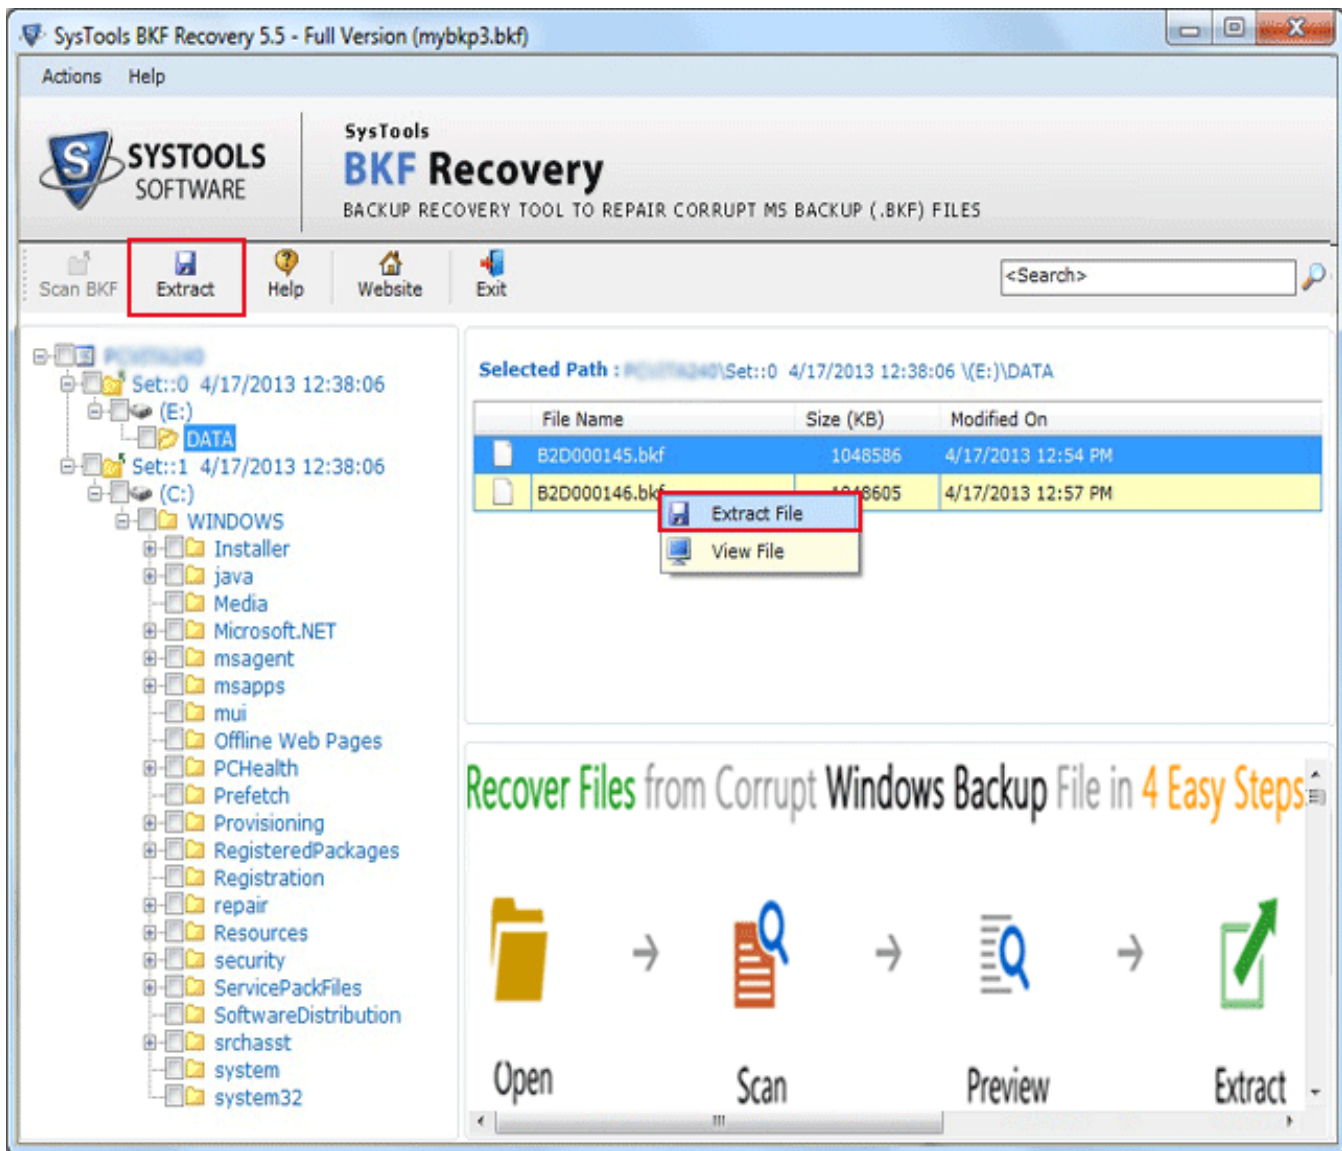 SysTools BKF Recovery 5.5 - Full Version (mybkp3.bkf)
Actions Help
SYSTOOLS
SOFTWARE
SysTools
BKF Recovery
BACKUP RECOVERY TOOL TO REPAIR CORRUPT MS BACKUP (.BKF) FILES
Scan BKF Extract Help Website Exit <Search>
Set::0 4/17/2013 12:38:06
(E:)
DATA
Set::1 4/17/2013 12:38:06
(C:)
WINDOWS
Installer
java
Media
Microsoft.NET
msagent
msapps
mui
Offline Web Pages
PCHealth
Prefetch
Provisioning
RegisteredPackages
Registration
repair
Resources
security
ServicePackFiles
SoftwareDistribution
srchasst
system
system32
Selected Path : \Set::0 4/17/2013 12:38:06 \(E:)\DATA
File Name Size (KB) Modified On
B2D000145.bkf 1048586 4/17/2013 12:54 PM
B2D000146.bkf 1048605 4/17/2013 12:57 PM
Extract File
View File
Recover Files from Corrupt Windows Backup File in 4 Easy Steps
Open Scan Preview Extract